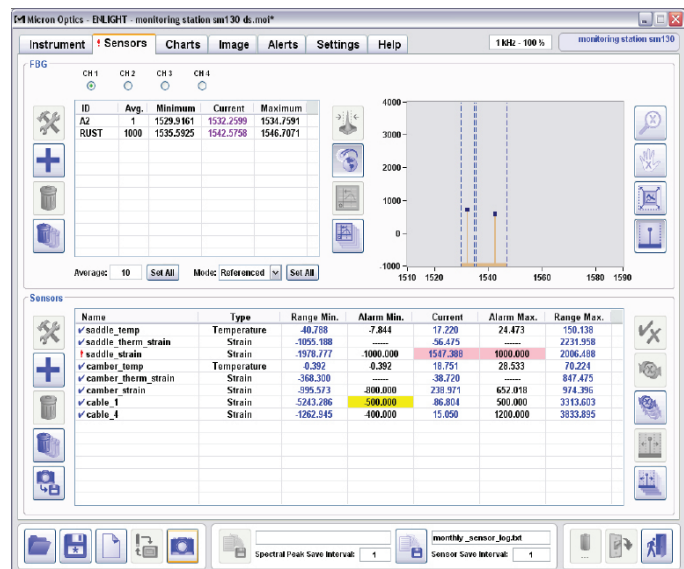 Micron Optics - ENLIGHT - monitoring station sm130 ds.moi*
Instrument ! Sensors Charts Image Alerts Settings Help 1 kHz - 100 % monitoring station sm130
FBG
CH 1 CH 2 CH 3 CH 4
ID Avg. Minimum Current Maximum
A2 1 1529.9161 1532.2599 1534.7591
RUST 1000 1535.5925 1542.5758 1546.7071
Average: 10 Set All Mode: Referenced Set All
4000
3000
2000
1000
0
-1000
1510 1520 1540 1560 1580 1590
Sensors
Name Type Range Min. Alarm Min. Current Alarm Max. Range Max.
saddle_temp Temperature -40.788 -7.844 17.220 24.473 150.138
saddle_therm_strain Strain -1055.188 ------ -56.475 ------ 2231.958
! saddle_strain Strain -1978.777 -1000.000 1547.388 1000.000 2006.488
camber_temp Temperature -0.392 -0.392 18.751 28.533 70.224
camber_therm_strain Strain -368.300 ------ -38.720 ------ 847.475
camber_strain Strain -995.573 -800.000 238.971 652.018 974.396
cable_1 Strain -5243.286 -500.000 -86.804 500.000 3313.603
cable_4 Strain -1262.945 -400.000 15.050 1200.000 3833.895
monthly_sensor_log.txt
Spectral Peak Save Interval: 1 Sensor Save Interval: 1